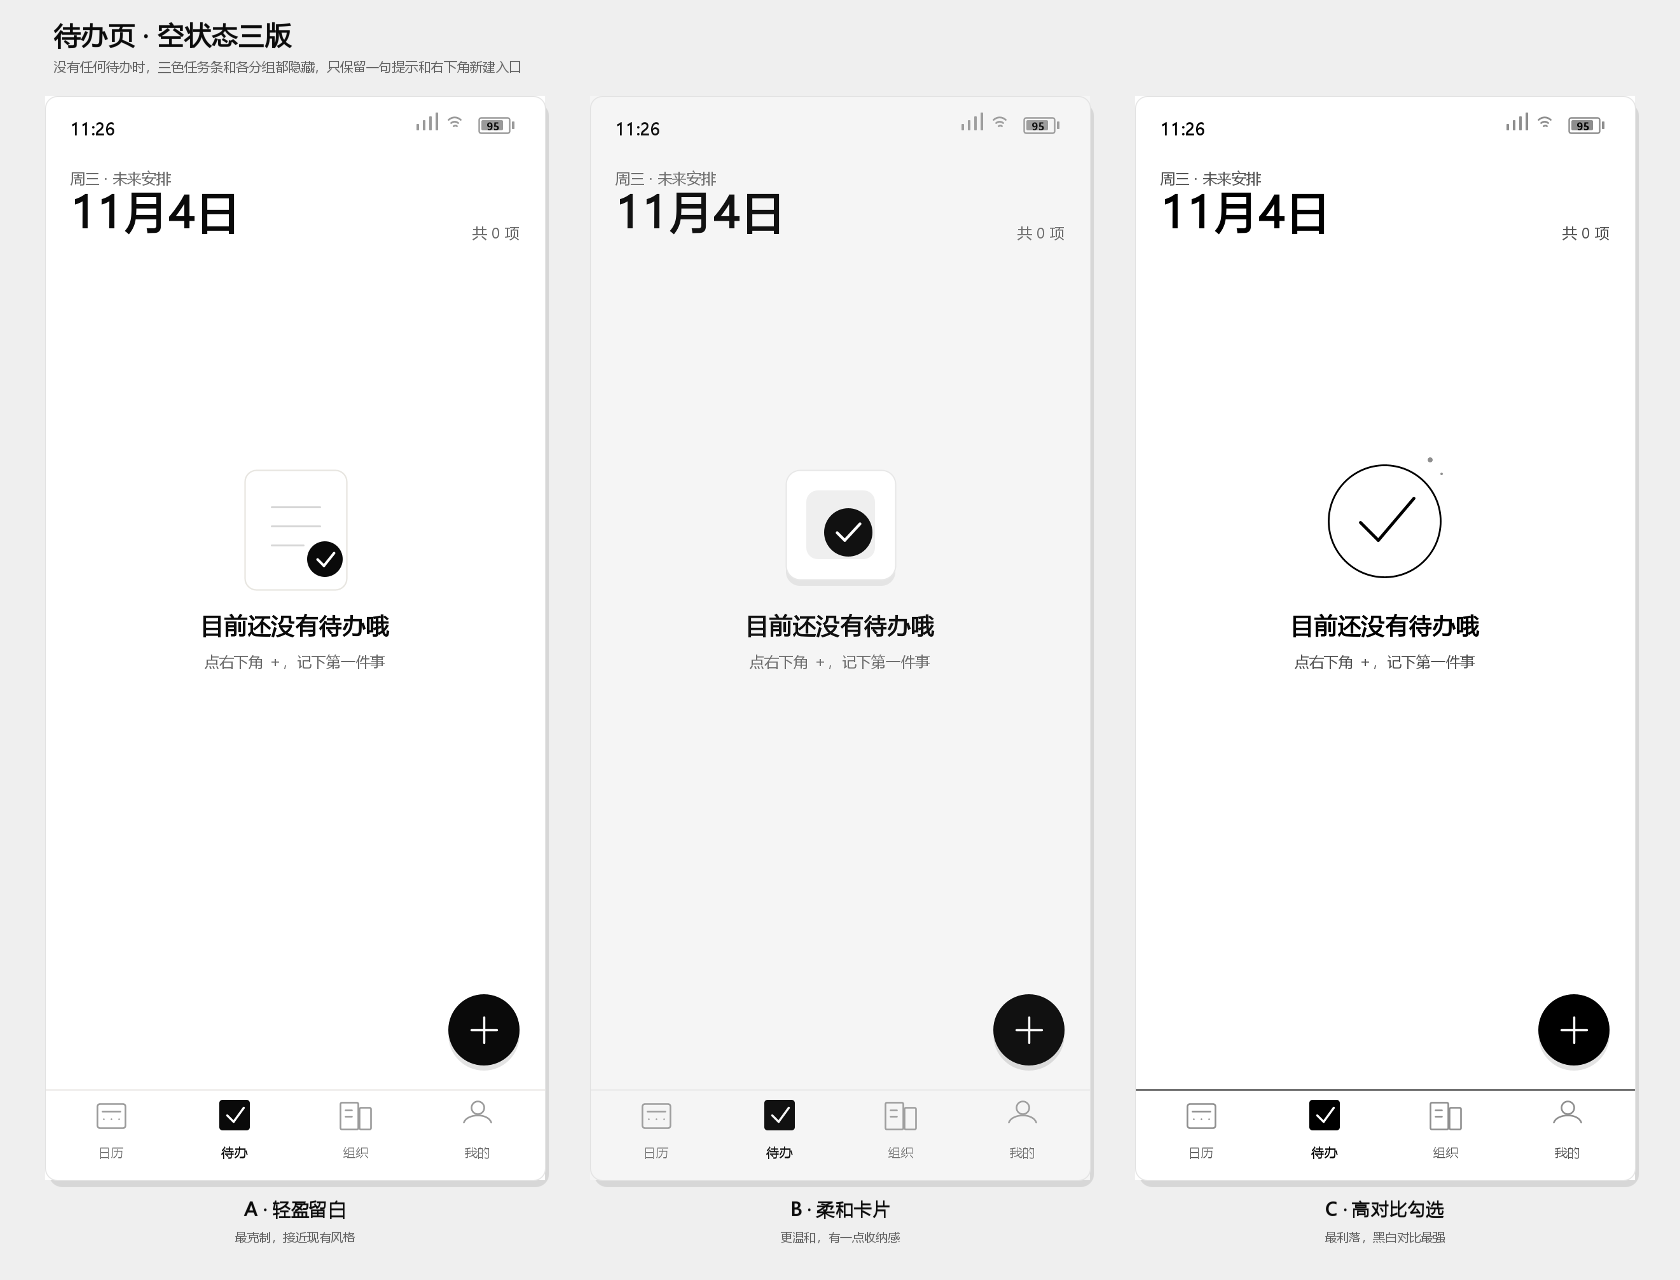 待办页 · 空状态三版
没有任何待办时，三色任务条和各分组都隐藏，只保留一句提示和右下角新建入口
11:26
95
周三 · 未来安排
11月4日
共 0 项
目前还没有待办哦
点右下角 +，记下第一件事
日历
待办
组织
我的
A · 轻盈留白
最克制，接近现有风格
11:26
95
周三 · 未来安排
11月4日
共 0 项
目前还没有待办哦
点右下角 +，记下第一件事
日历
待办
组织
我的
B · 柔和卡片
更温和，有一点收纳感
11:26
95
周三 · 未来安排
11月4日
共 0 项
目前还没有待办哦
点右下角 +，记下第一件事
日历
待办
组织
我的
C · 高对比勾选
最利落，黑白对比最强